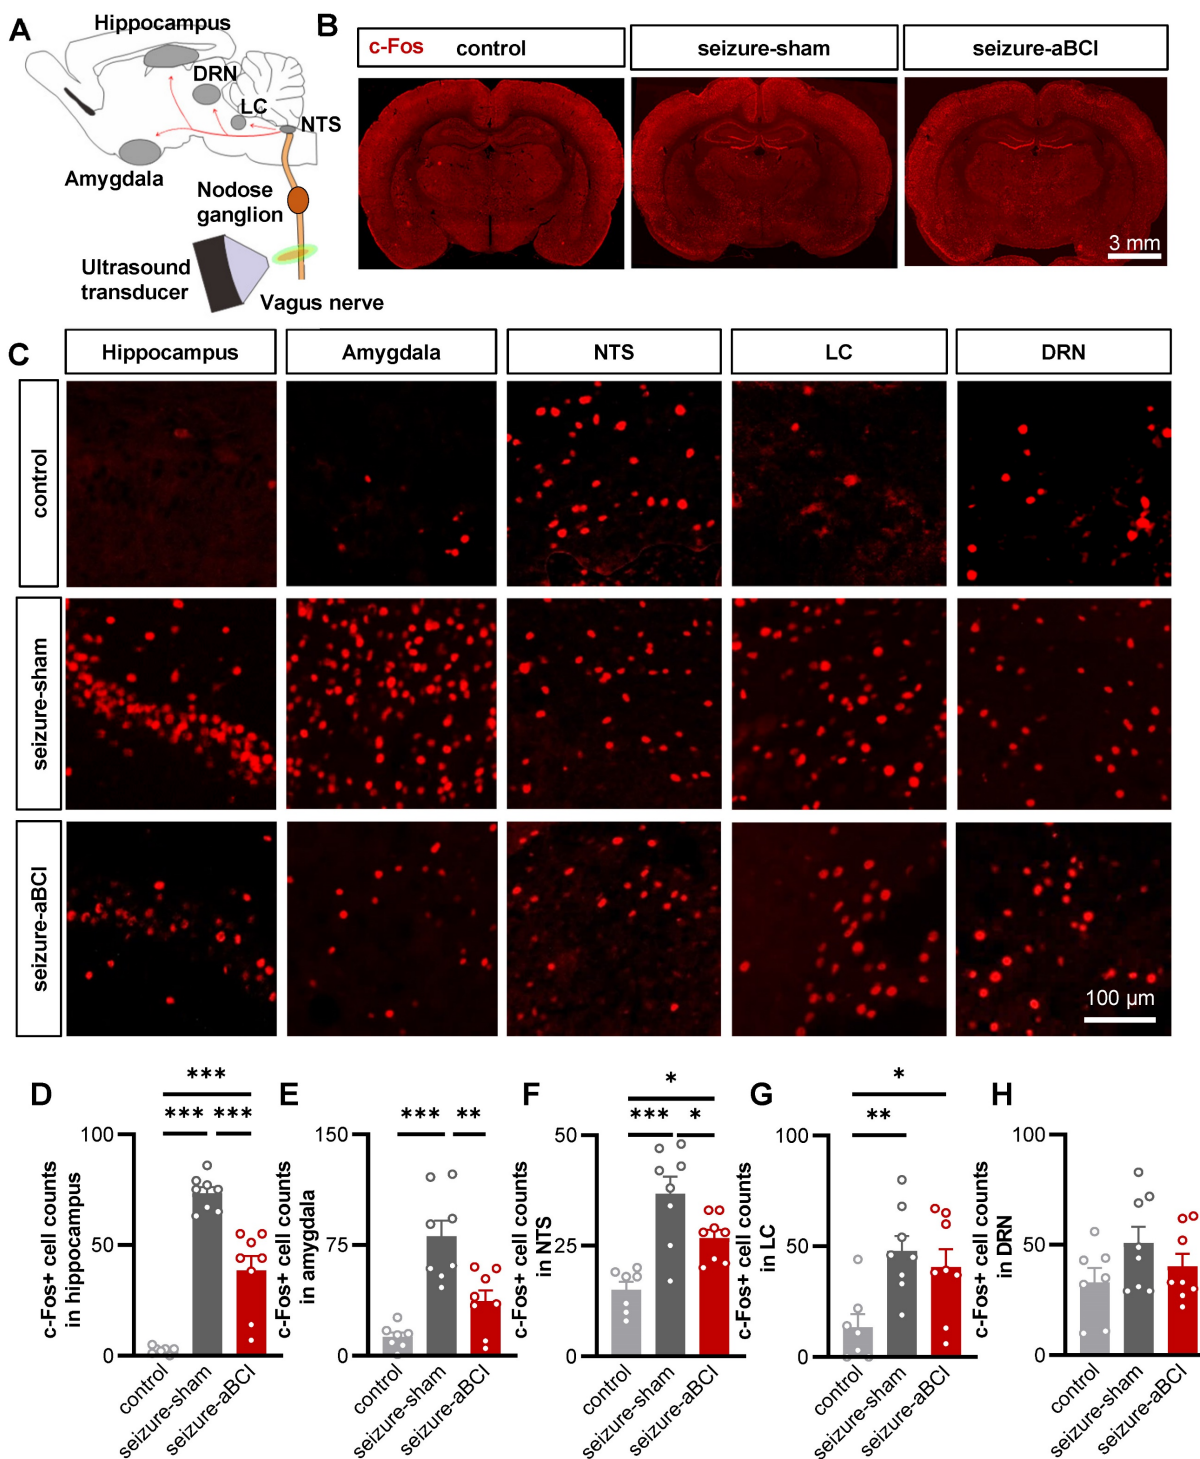 A
Hippocampus
DRN
LC
NTS
Amygdala
Nodose
ganglion
Ultrasound
transducer
Vagus nerve
B
c-Fos control
seizure-sham
seizure-aBCI
3 mm
C
Hippocampus
Amygdala
NTS
LC
DRN
control
seizure-sham
seizure-aBCI
100 µm
D
c-Fos+ cell counts
in hippocampus
100
50
0
***
*** ***
control
seizure-sham
seizure-aBCI
E
c-Fos+ cell counts
in amygdala
150
75
0
*** **
control
seizure-sham
seizure-aBCI
F
c-Fos+ cell counts
in NTS
50
25
0
*
*** *
control
seizure-sham
seizure-aBCI
G
c-Fos+ cell counts
in LC
100
50
0
*
**
control
seizure-sham
seizure-aBCI
H
c-Fos+ cell counts
in DRN
100
50
0
control
seizure-sham
seizure-aBCI